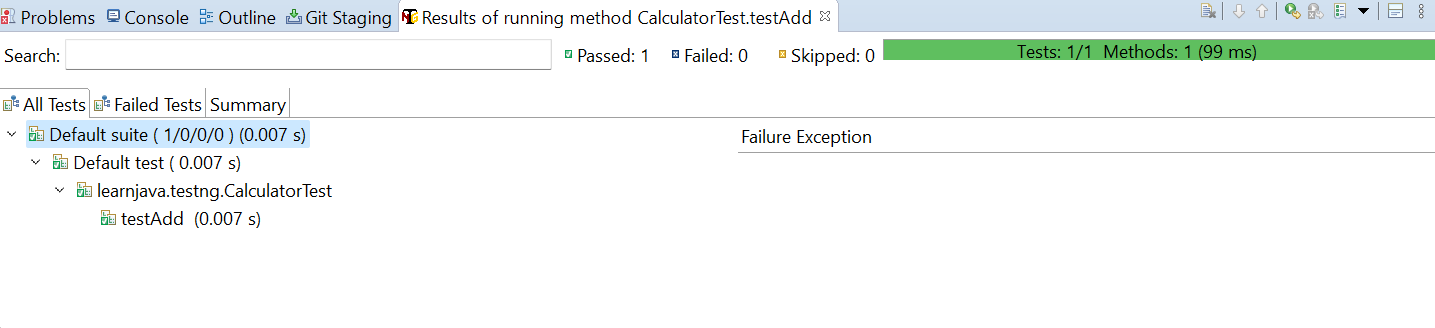 Problems Console Outline Git Staging Results of running method CalculatorTest.testAdd
Search: Passed: 1 Failed: 0 Skipped: 0 Tests: 1/1 Methods: 1 (99 ms)
All Tests Failed Tests Summary
Default suite ( 1/0/0/0 ) (0.007 s) Failure Exception
Default test ( 0.007 s)
learnjava.testng.CalculatorTest
testAdd (0.007 s)